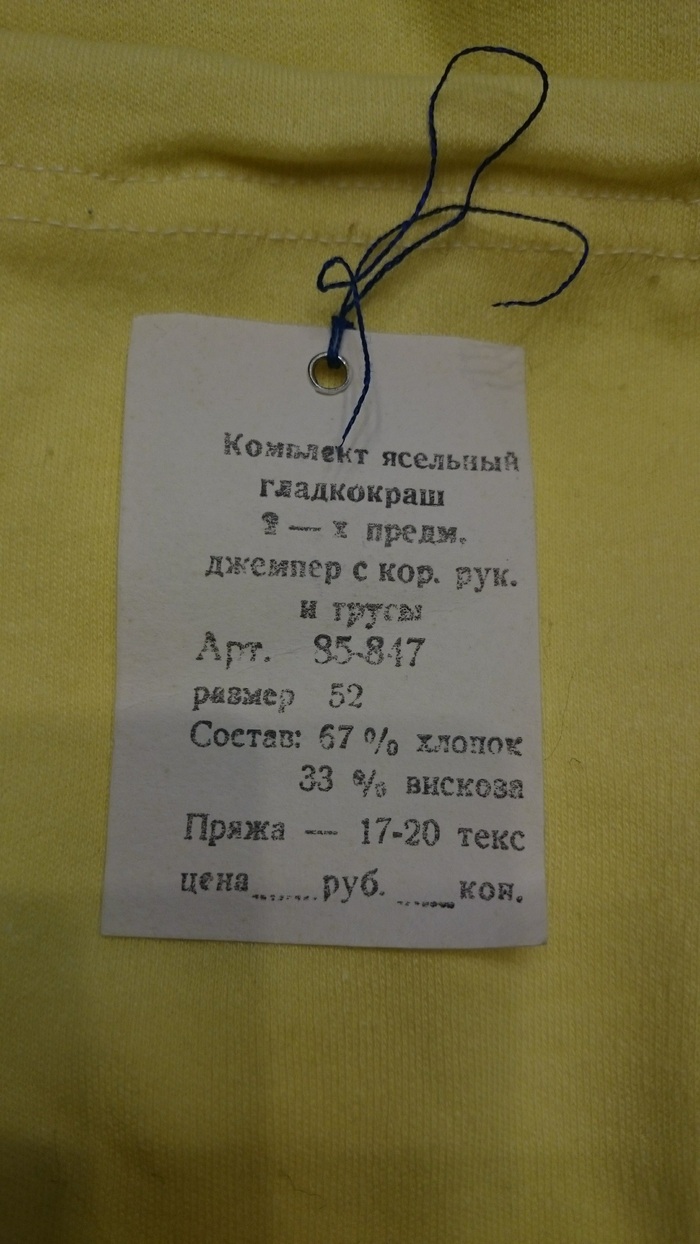 Комплект ясельный
гладкокраш
— х предм.
джемпер с кор. рук.
и трусы
Арт. 85-847
размер 52
Состав: 67 % хлопок
33 % вискоза
Пряжа — 17-20 текс
цена ...... руб. ...... коп.